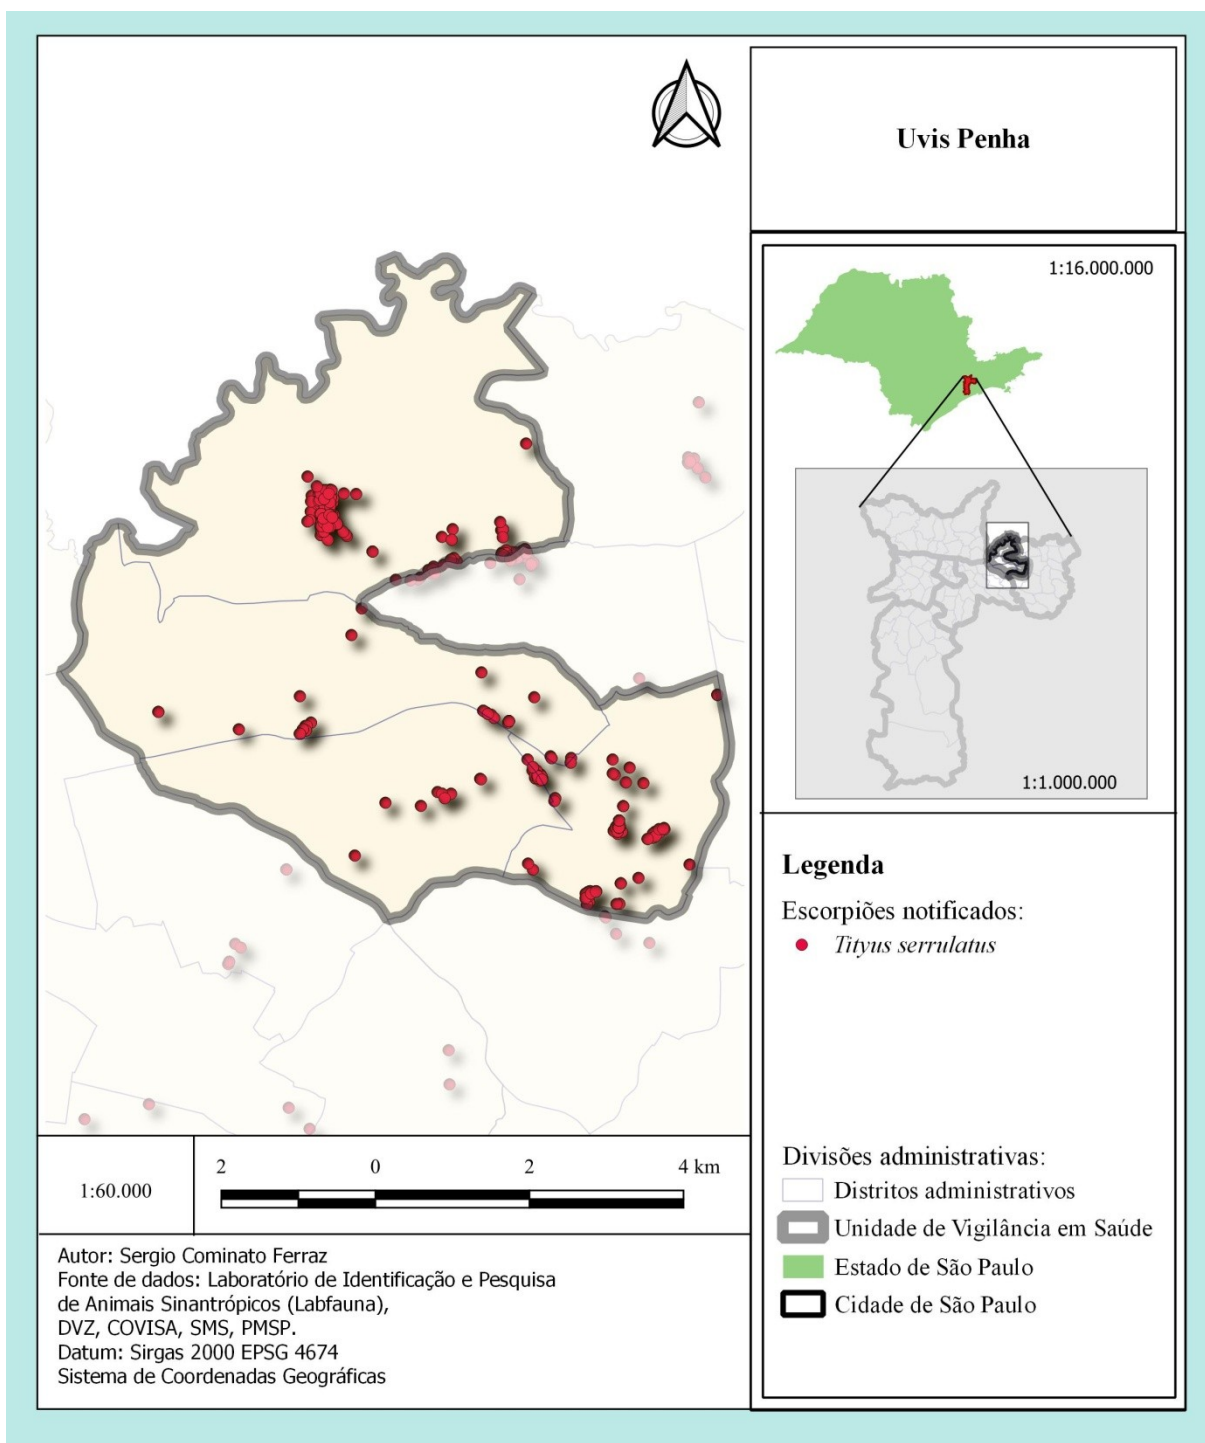 Uvis Penha
1:16.000.000
1:1.000.000
Legenda
Escorpiões notificados:
Tityus serrulatus
Divisões administrativas:
Distritos administrativos
Unidade de Vigilância em Saúde
Estado de São Paulo
Cidade de São Paulo
1:60.000
2 0 2 4 km
Autor: Sergio Cominato Ferraz
Fonte de dados: Laboratório de Identificação e Pesquisa
de Animais Sinantrópicos (Labfauna),
DVZ, COVISA, SMS, PMSP.
Datum: Sirgas 2000 EPSG 4674
Sistema de Coordenadas Geográficas